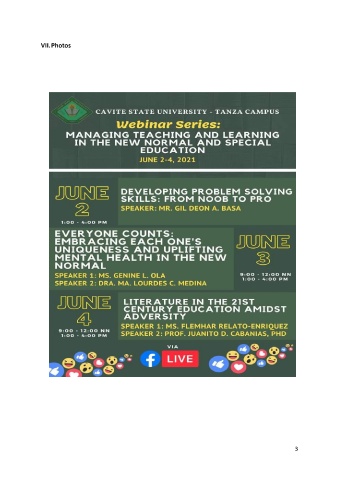 VII. Photos
CAVITE STATE UNIVERSITY - TANZA CAMPUS
Webinar Series:
MANAGING TEACHING AND LEARNING
IN THE NEW NORMAL AND SPECIAL
EDUCATION
JUNE 2-4, 2021
JUNE
2
1:00 - 4:00 PM
DEVELOPING PROBLEM SOLVING
SKILLS: FROM NOOB TO PRO
SPEAKER: MR. GIL DEON A. BASA
EVERYONE COUNTS:
EMBRACING EACH ONE'S
UNIQUENESS AND UPLIFTING
MENTAL HEALTH IN THE NEW
NORMAL
SPEAKER 1: MS. GENINE L. OLA
SPEAKER 2: DRA. MA. LOURDES C. MEDINA
JUNE
3
9:00 - 12:00 NN
1:00 - 4:00 PM
JUNE
4
9:00 - 12:00 NN
1:00 - 4:00 PM
LITERATURE IN THE 21ST
CENTURY EDUCATION AMIDST
ADVERSITY
SPEAKER 1: MS. FLEMHAR RELATO-ENRIQUEZ
SPEAKER 2: PROF. JUANITO D. CABANIAS, PHD
VIA
LIVE
3